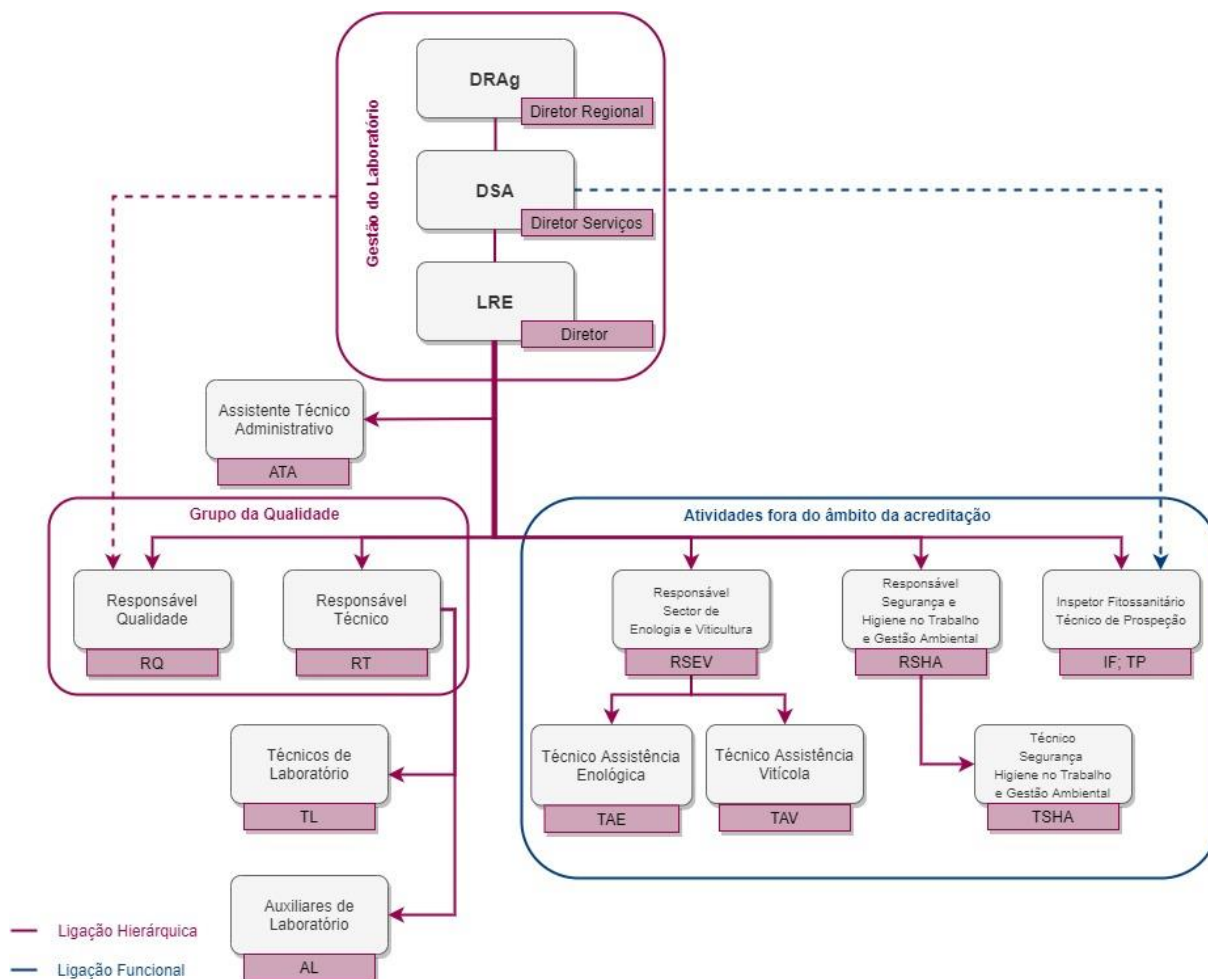 Gestão do Laboratório
DRAg
Diretor Regional
DSA
Diretor Serviços
LRE
Diretor
Assistente Técnico
Administrativo
ATA
Grupo da Qualidade
Responsável
Qualidade
RQ
Responsável
Técnico
RT
Técnicos de
Laboratório
TL
Auxiliares de
Laboratório
AL
Atividades fora do âmbito da acreditação
Responsável
Sector de
Enologia e Viticultura
RSEV
Responsável
Segurança e
Higiene no Trabalho
e Gestão Ambiental
RSHA
Inspetor Fitossanitário
Técnico de Prospeção
IF; TP
Técnico Assistência
Enológica
TAE
Técnico Assistência
Vitícola
TAV
Técnico
Segurança
Higiene no Trabalho
e Gestão Ambiental
TSHA
Ligação Hierárquica
Ligação Funcional